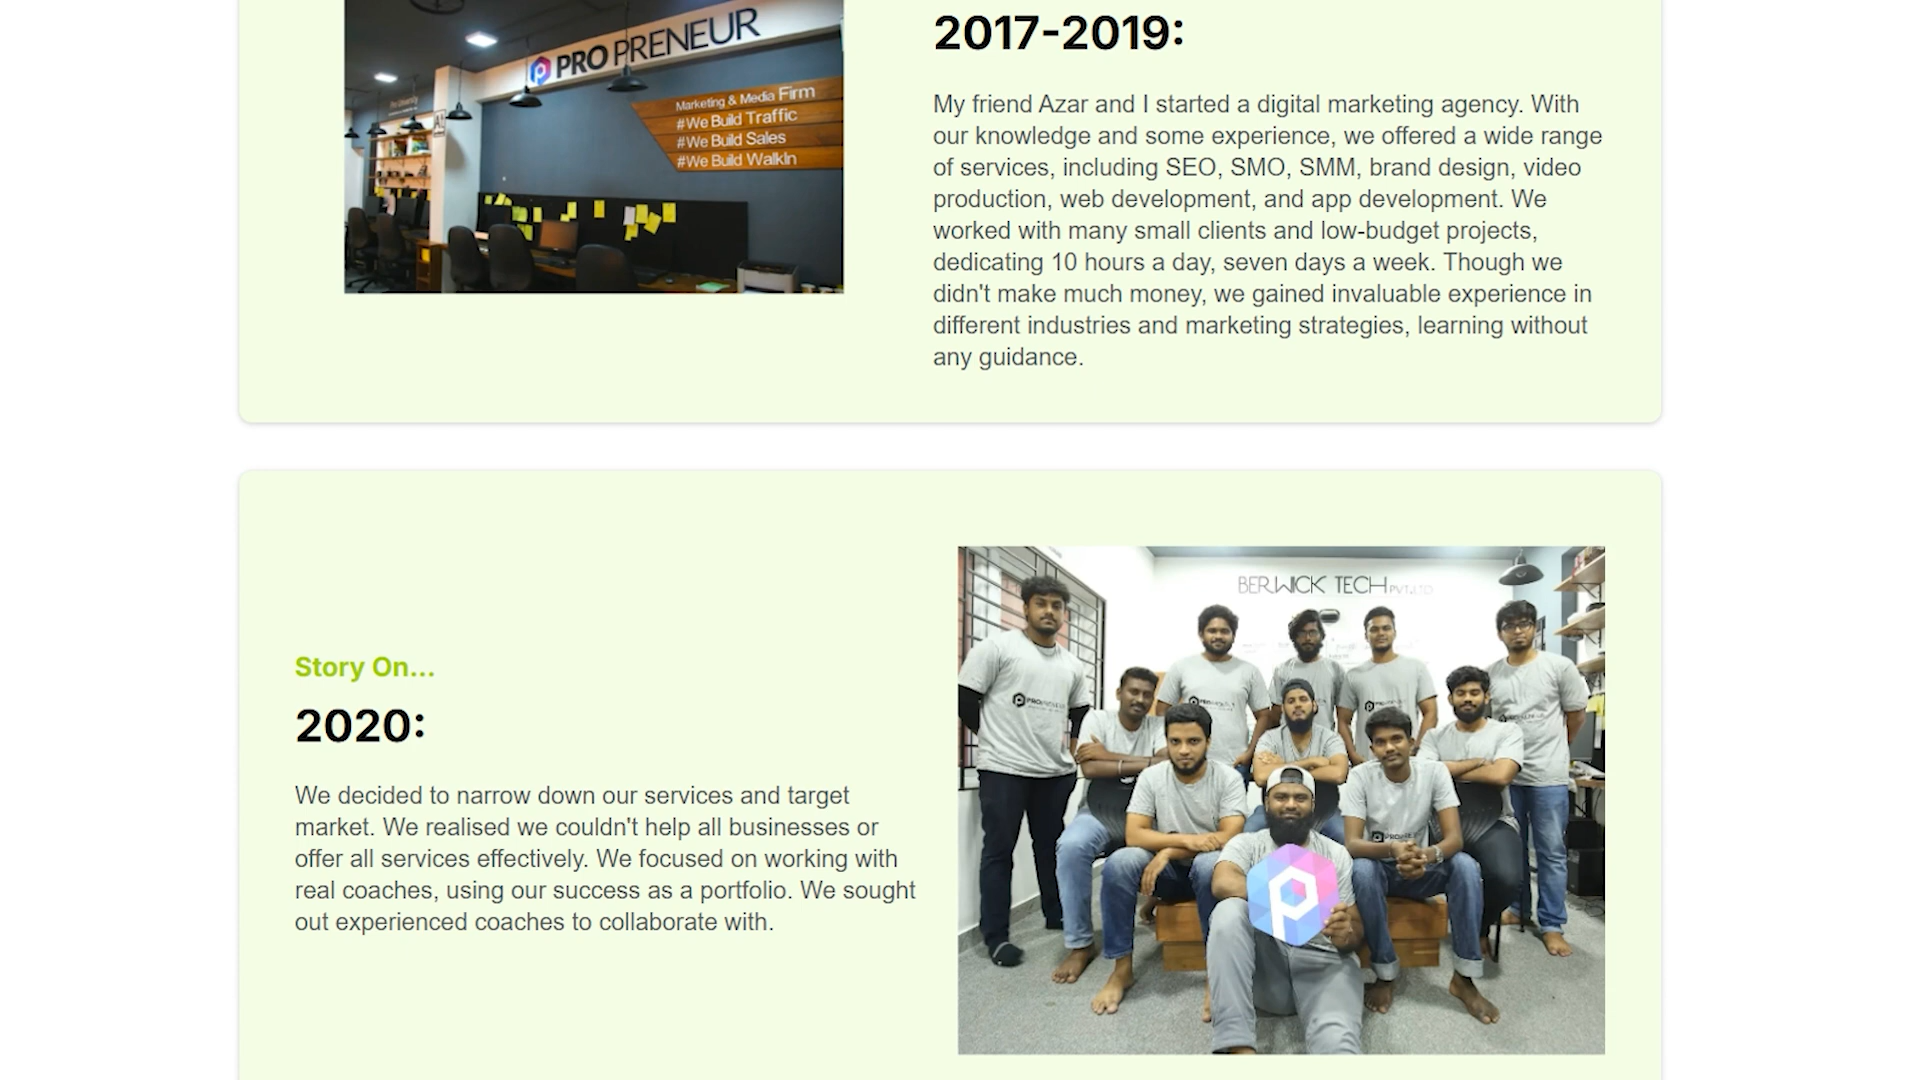 PROPRENEUR
Marketing & Media Firm
#We Build Traffic
#We Build Sales
#We Build WalkIn
2017-2019:
My friend Azar and I started a digital marketing agency. With
our knowledge and some experience, we offered a wide range
of services, including SEO, SMO, SMM, brand design, video
production, web development, and app development. We
worked with many small clients and low-budget projects,
dedicating 10 hours a day, seven days a week. Though we
didn't make much money, we gained invaluable experience in
different industries and marketing strategies, learning without
any guidance.
Story On...
2020:
We decided to narrow down our services and target
market. We realised we couldn't help all businesses or
offer all services effectively. We focused on working with
real coaches, using our success as a portfolio. We sought
out experienced coaches to collaborate with.
BERWICK TECH PVT.LTD